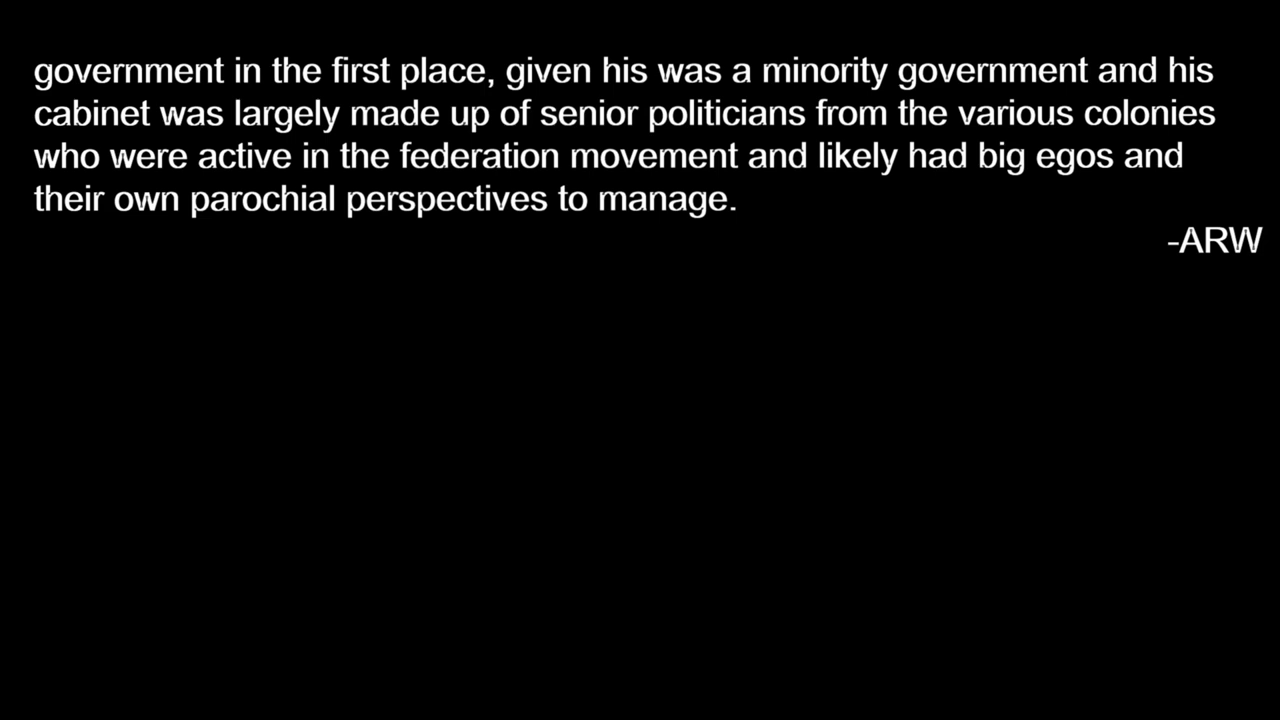 government in the first place, given his was a minority government and his
cabinet was largely made up of senior politicians from the various colonies
who were active in the federation movement and likely had big egos and
their own parochial perspectives to manage.
-ARW